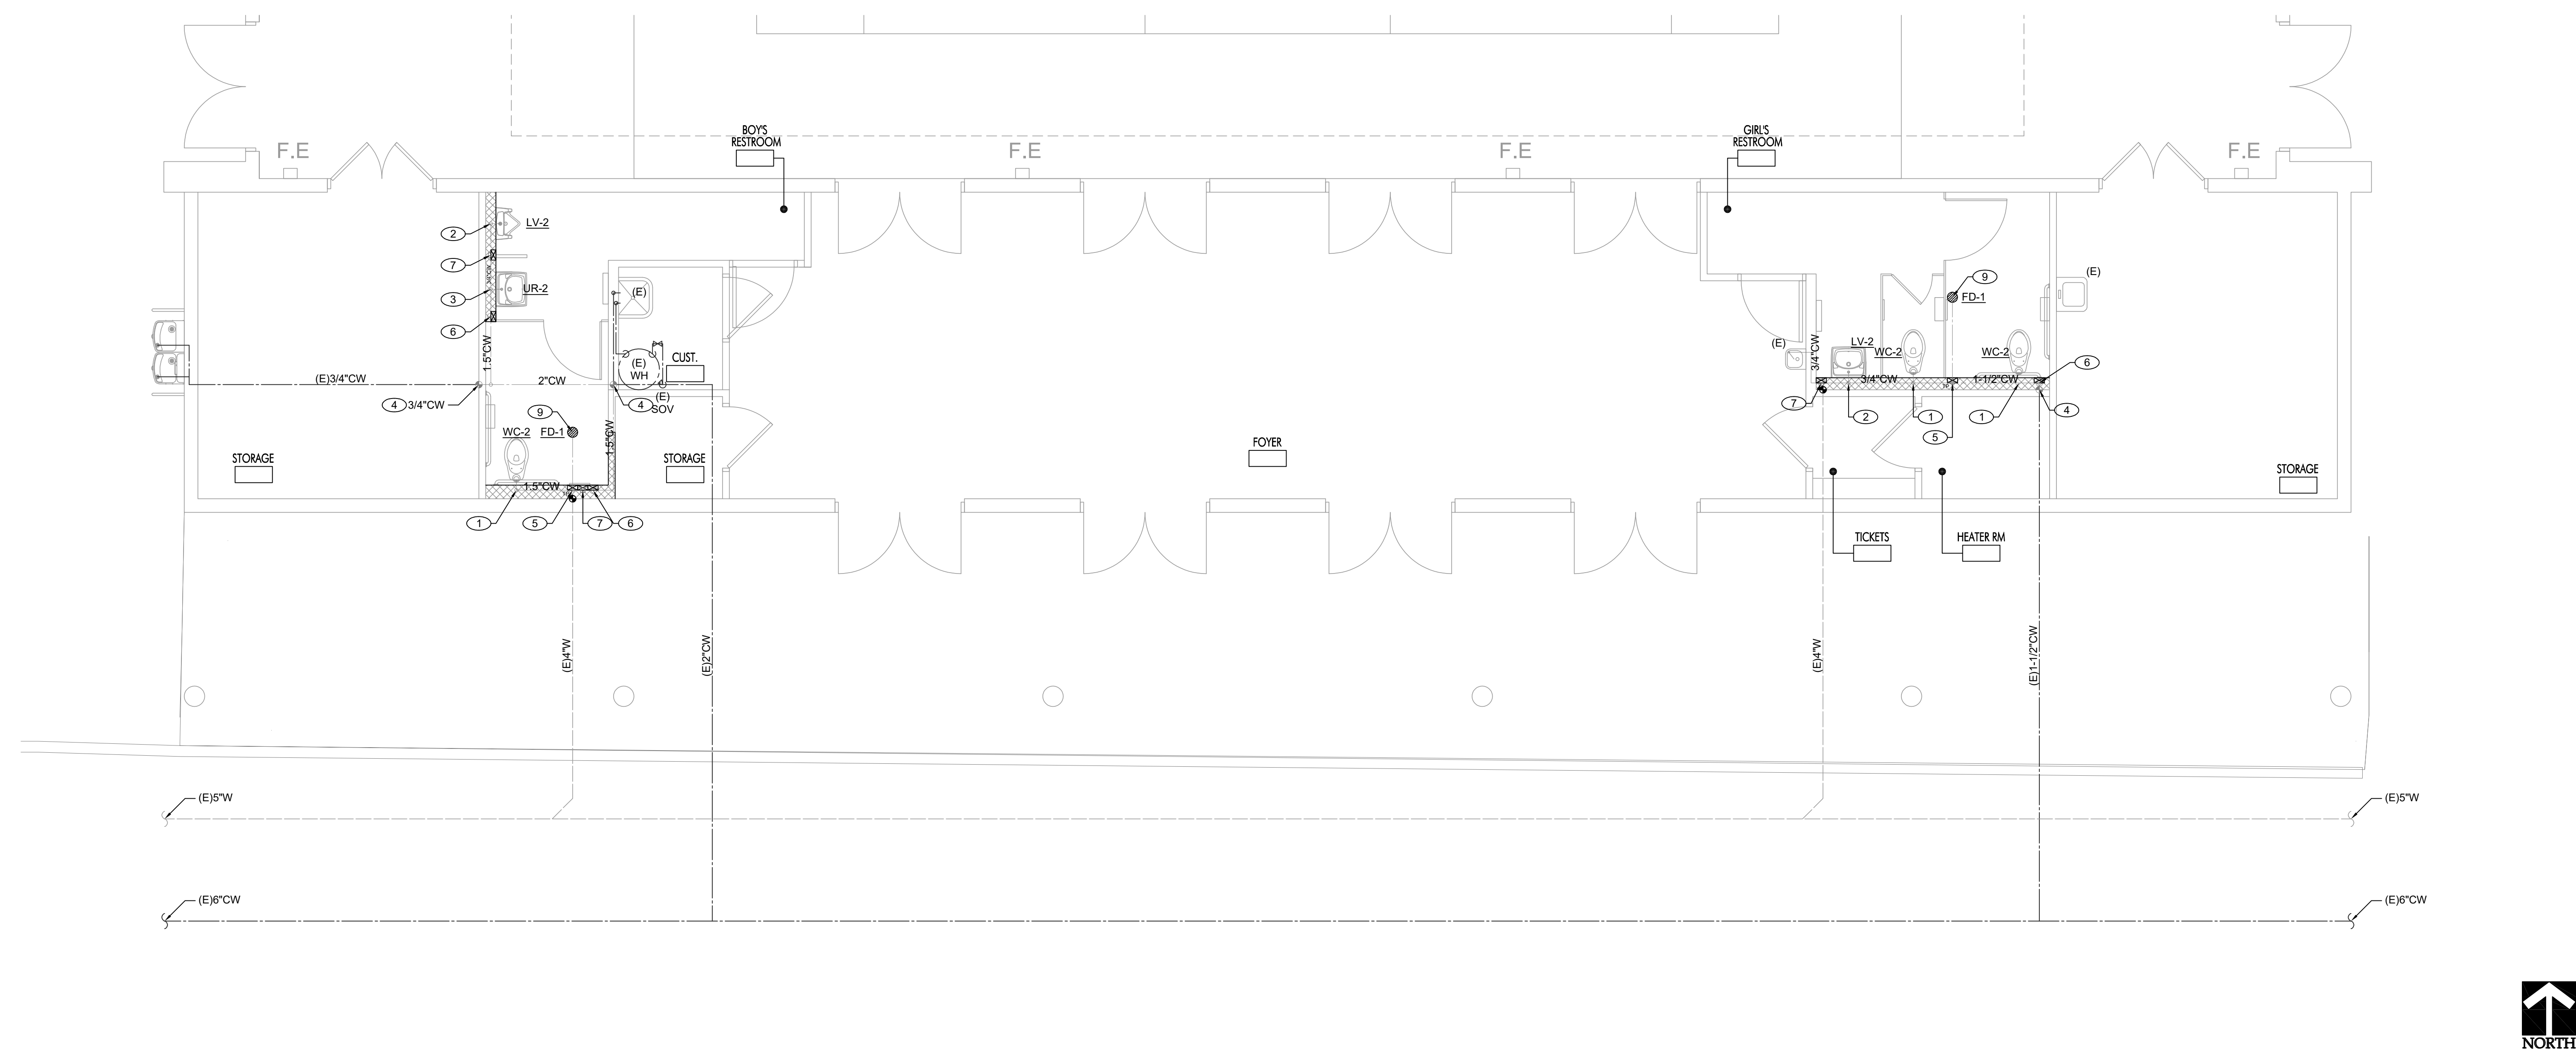 BOY'S
RESTROOM
GIRL'S
RESTROOM
F.E
F.E
F.E
F.E
2
LV-2
7
3
UR-2
6
1.5"CW
(E)
(E)
WH
CUST.
(E)3/4"CW
2"CW
4
3/4"CW
4
(E)
SOV
9
WC-2
FD-1
1.5"CW
STORAGE
STORAGE
1.5"CW
1
5
7
6
FOYER
(E)
9
FD-1
(E)
3/4"CW
LV-2
WC-2
WC-2
6
3/4"CW
1-1/2"CW
7
2
1
1
4
5
STORAGE
TICKETS
HEATER RM
(E)4"W
(E)2"CW
(E)4"W
(E)1-1/2"CW
(E)5"W
(E)5"W
(E)6"CW
(E)6"CW
NORTH